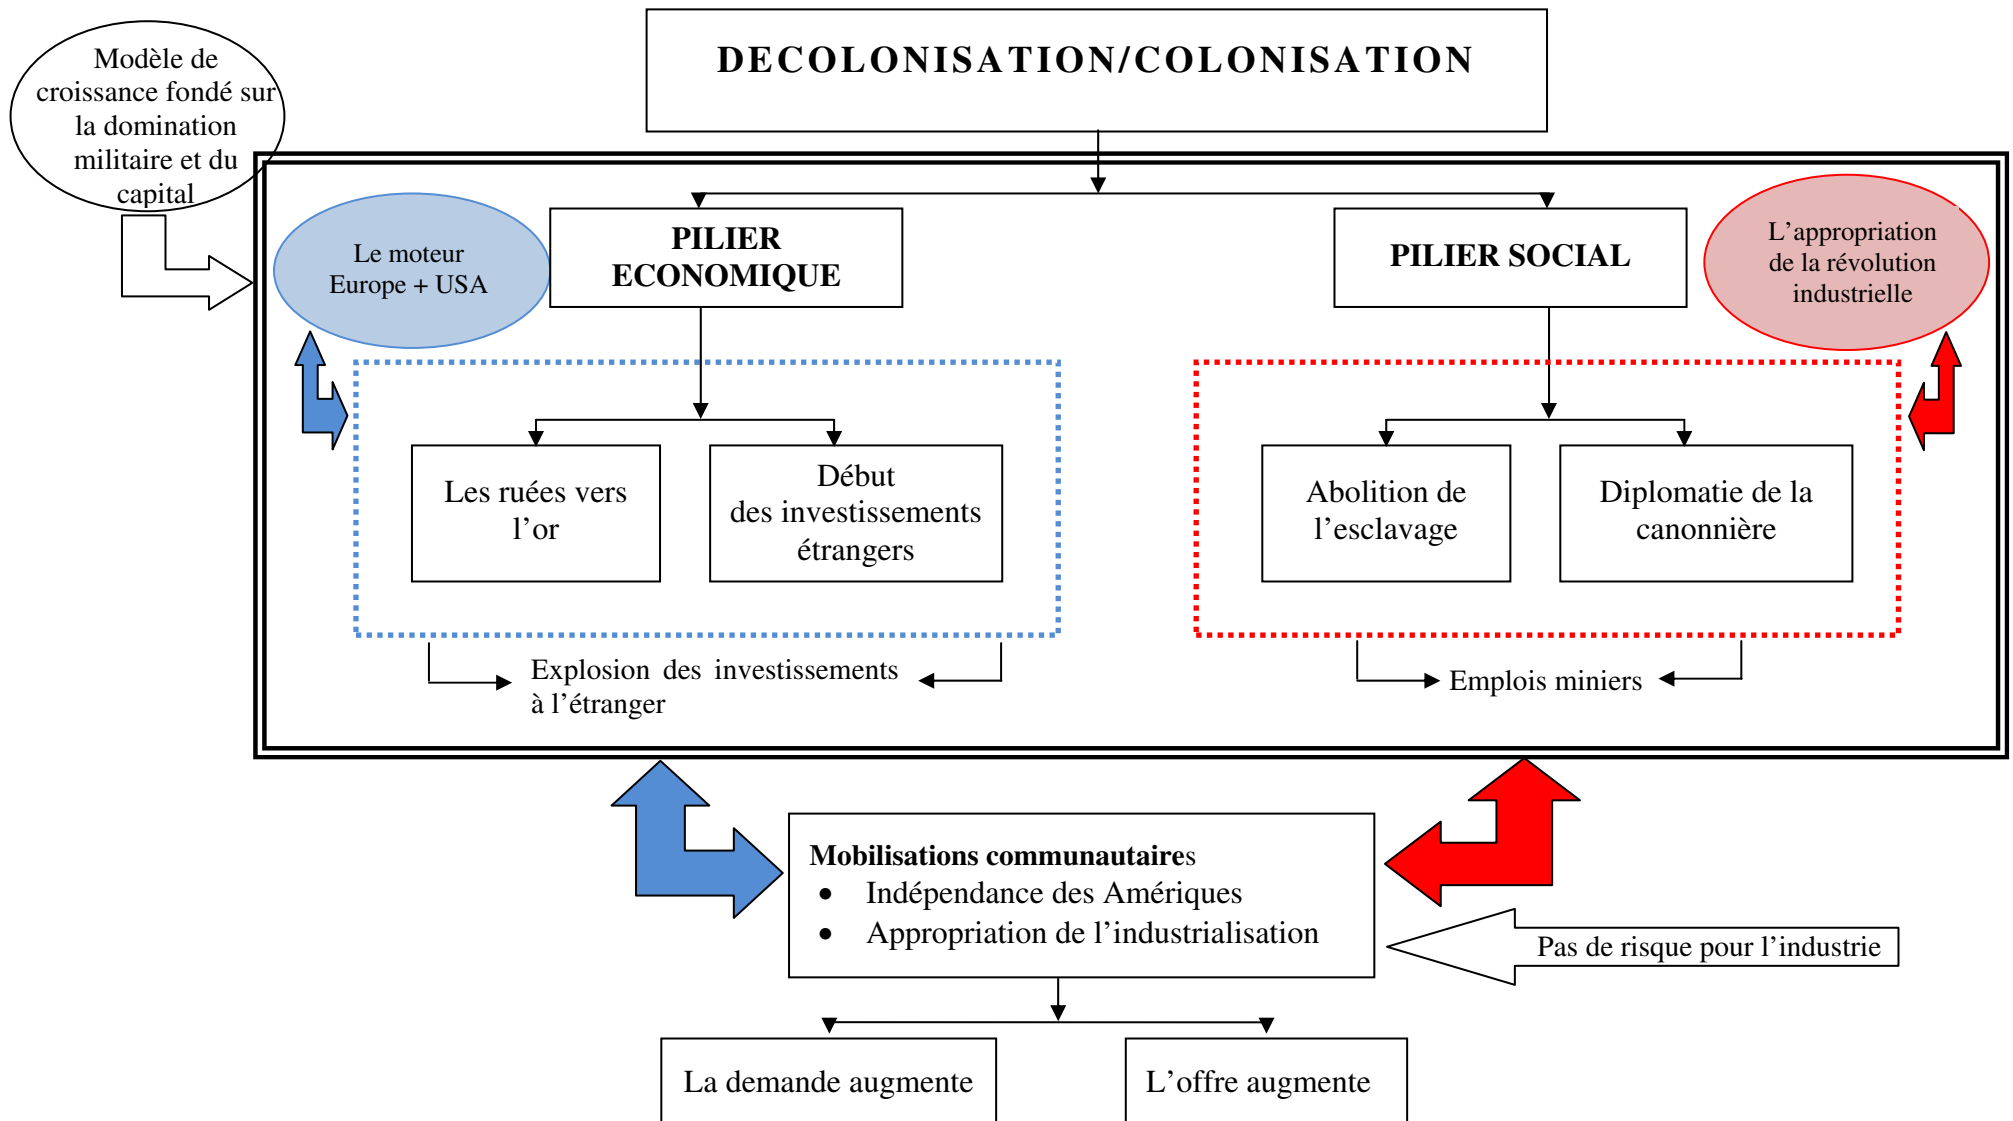 Modèle de
croissance fondé sur
la domination
militaire et du
capital
DECOLONISATION/COLONISATION
Le moteur
Europe + USA
PILIER
ECONOMIQUE
PILIER SOCIAL
L’appropriation
de la révolution
industrielle
Les ruées vers
l’or
Début
des investissements
étrangers
Abolition de
l’esclavage
Diplomatie de la
canonnière
Explosion des investissements
à l’étranger
Emplois miniers
Mobilisations communautaires
• Indépendance des Amériques
• Appropriation de l’industrialisation
Pas de risque pour l’industrie
La demande augmente
L’offre augmente